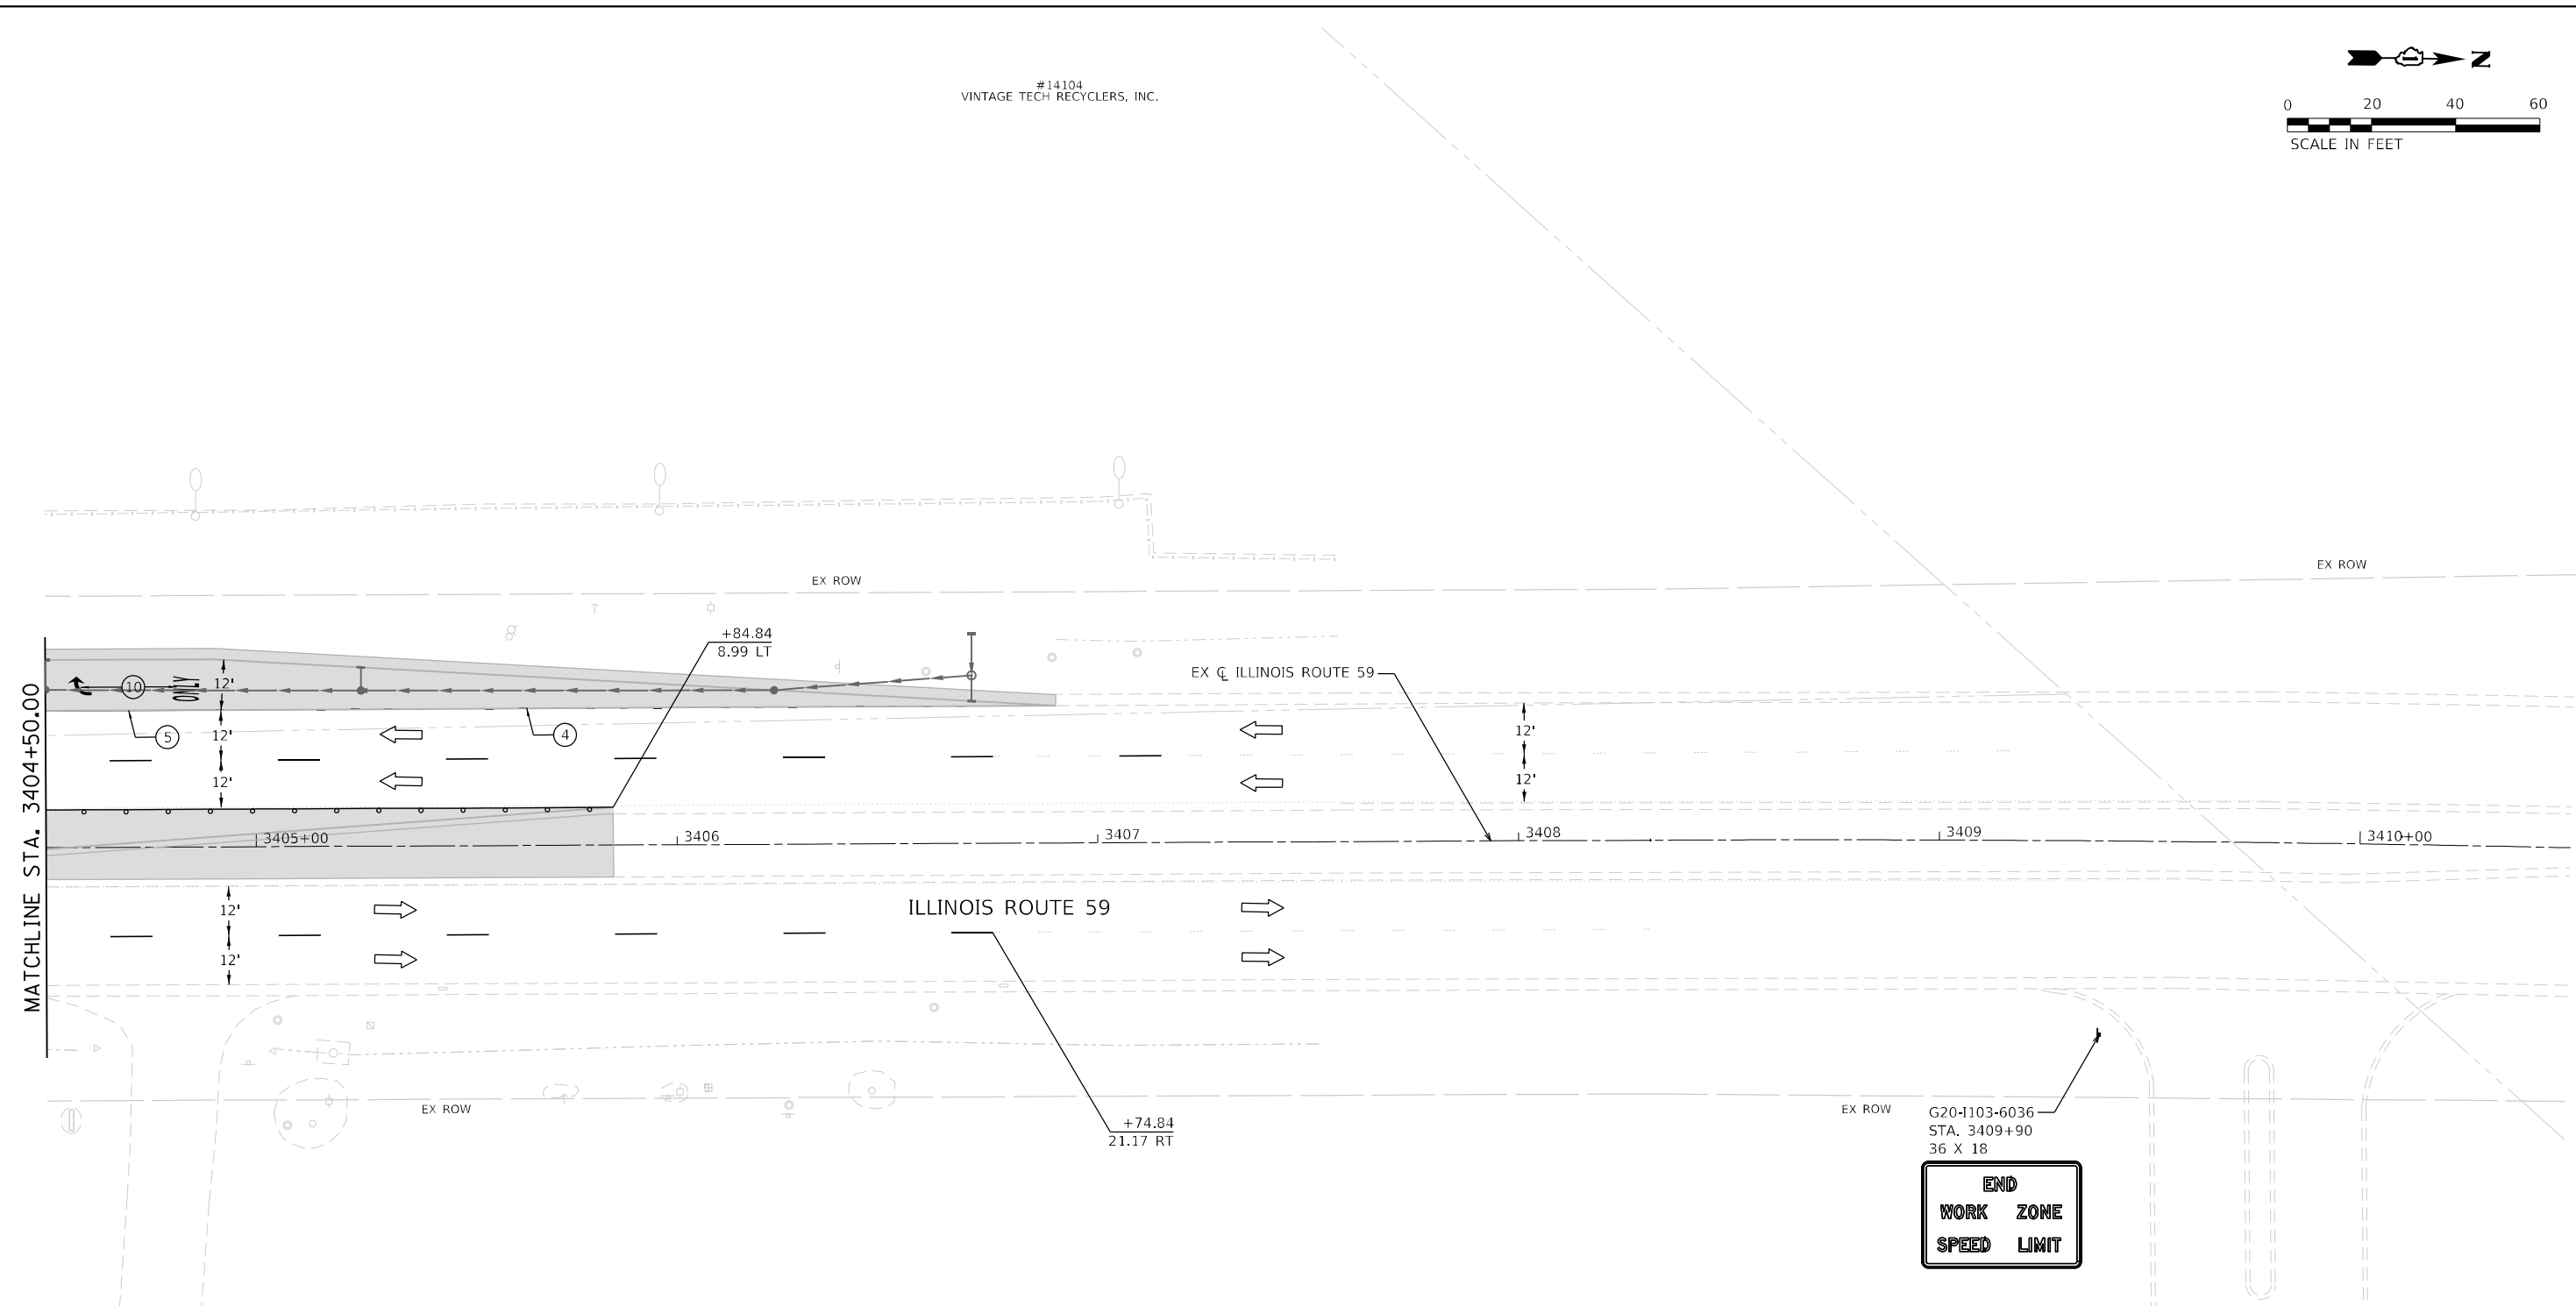 #14104
VINTAGE TECH RECYCLERS, INC.
N
0 20 40 60
SCALE IN FEET
EX ROW
EX ROW
+84.84
8.99 LT
EX ℄ ILLINOIS ROUTE 59
MATCHLINE STA. 3404+50.00
10
ONLY
12'
5
12'
4
12'
12'
12'
3405+00
3406
3407
3408
3409
3410+00
ILLINOIS ROUTE 59
12'
12'
EX ROW
+74.84
21.17 RT
EX ROW
G20-I103-6036
STA. 3409+90
36 X 18
END
WORK ZONE
SPEED LIMIT